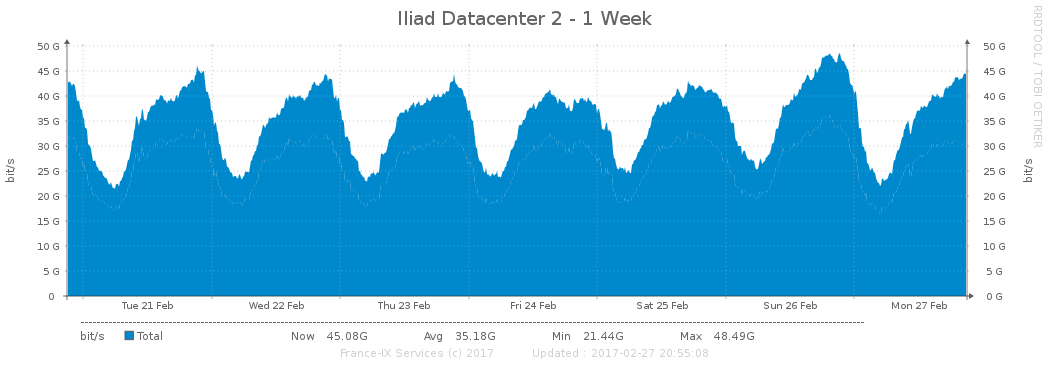 Iliad Datacenter 2 - 1 Week
RRDTOOL / TOBI OETIKER
50 G 50 G
45 G 45 G
40 G 40 G
35 G 35 G
30 G 30 G
25 G 25 G
20 G 20 G
15 G 15 G
10 G 10 G
5 G 5 G
0 0 G
bit/s bit/s
Tue 21 Feb Wed 22 Feb Thu 23 Feb Fri 24 Feb Sat 25 Feb Sun 26 Feb Mon 27 Feb
bit/s Total Now 45.08G Avg 35.18G Min 21.44G Max 48.49G
France-IX Services (c) 2017 Updated : 2017-02-27 20:55:08